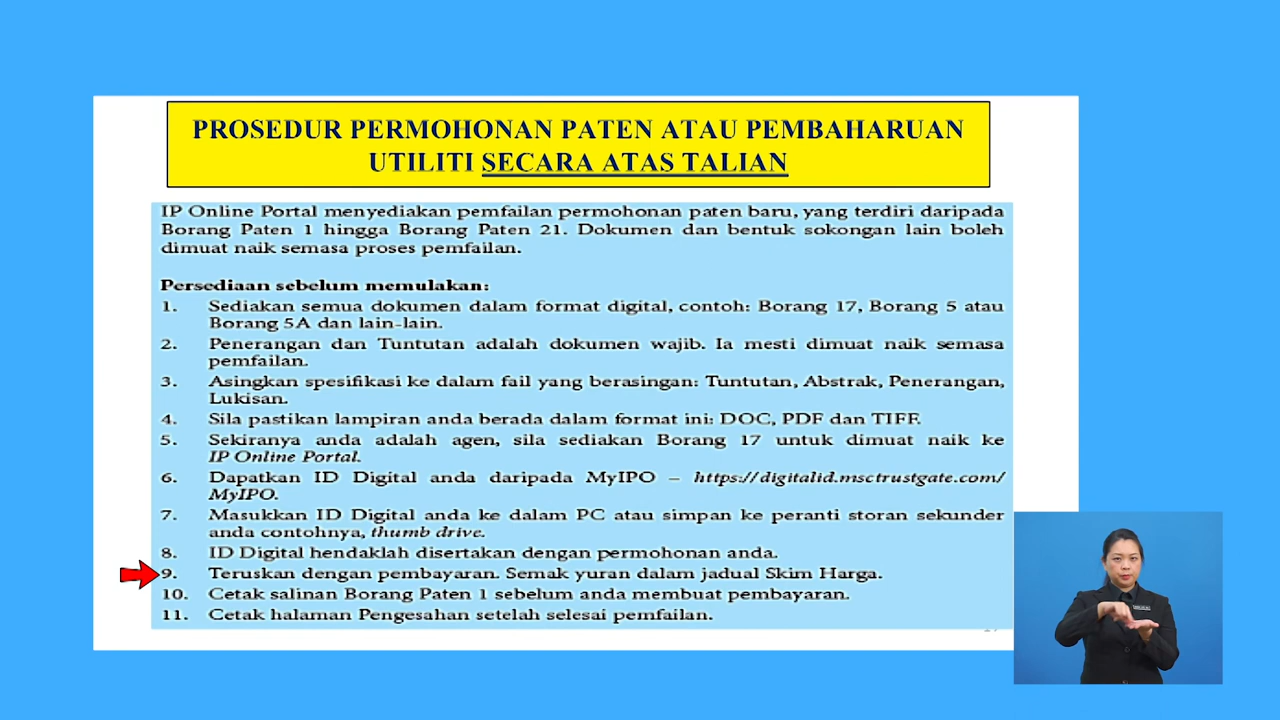 PROSEDUR PERMOHONAN PATEN ATAU PEMBAHARUAN
UTILITI SECARA ATAS TALIAN
IP Online Portal menyediakan pemfailan permohonan paten baru, yang terdiri daripada
Borang Paten 1 hingga Borang Paten 21. Dokumen dan bentuk sokongan lain boleh
dimuat naik semasa proses pemfailan.
Persediaan sebelum memulakan:
1. Sediakan semua dokumen dalam format digital, contoh: Borang 17, Borang 5 atau
Borang 5A dan lain-lain.
2. Penerangan dan Tuntutan adalah dokumen wajib. Ia mesti dimuat naik semasa
pemfailan.
3. Asingkan spesifikasi ke dalam fail yang berasingan: Tuntutan, Abstrak, Penerangan,
Lukisan.
4. Sila pastikan lampiran anda berada dalam format ini: DOC, PDF dan TIFF.
5. Sekiranya anda adalah agen, sila sediakan Borang 17 untuk dimuat naik ke
IP Online Portal.
6. Dapatkan ID Digital anda daripada MyIPO – https://digitalid.msctrustgate.com/
MyIPO.
7. Masukkan ID Digital anda ke dalam PC atau simpan ke peranti storan sekunder
anda contohnya, thumb drive.
8. ID Digital hendaklah disertakan dengan permohonan anda.
9. Teruskan dengan pembayaran. Semak yuran dalam jadual Skim Harga.
10. Cetak salinan Borang Paten 1 sebelum anda membuat pembayaran.
11. Cetak halaman Pengesahan setelah selesai pemfailan.